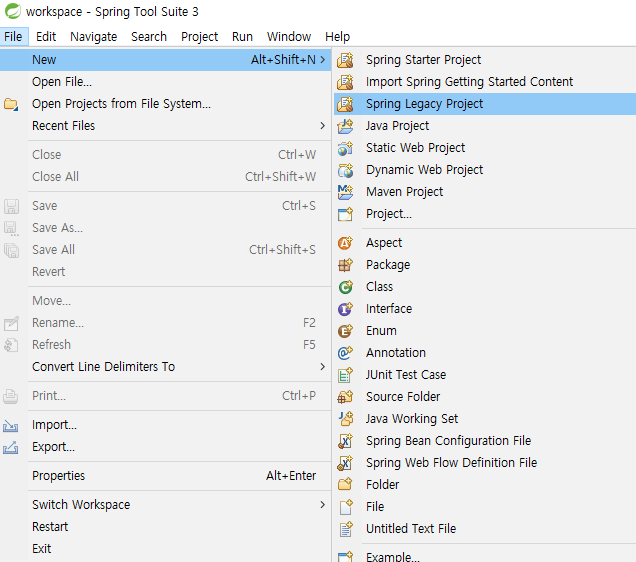 workspace - Spring Tool Suite 3
File Edit Navigate Search Project Run Window Help
New Alt+Shift+N
Open File...
Open Projects from File System...
Recent Files
Close Ctrl+W
Close All Ctrl+Shift+W
Save Ctrl+S
Save As...
Save All Ctrl+Shift+S
Revert
Move...
Rename... F2
Refresh F5
Convert Line Delimiters To
Print... Ctrl+P
Import...
Export...
Properties Alt+Enter
Switch Workspace
Restart
Exit
Spring Starter Project
Import Spring Getting Started Content
Spring Legacy Project
Java Project
Static Web Project
Dynamic Web Project
Maven Project
Project...
Aspect
Package
Class
Interface
Enum
Annotation
JUnit Test Case
Source Folder
Java Working Set
Spring Bean Configuration File
Spring Web Flow Definition File
Folder
File
Untitled Text File
Example...